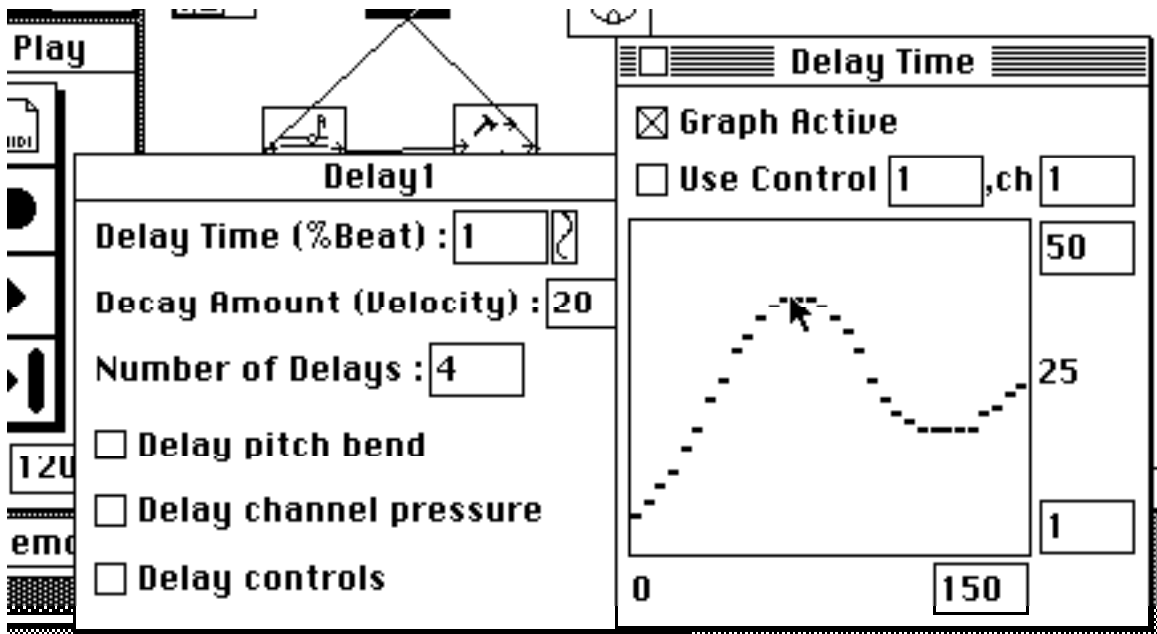 Play
Delay Time
Graph Active
Use Control 1 ,ch 1
Delay1
Delay Time (%Beat) : 1
Decay Amount (Velocity) : 20
Number of Delays : 4
Delay pitch bend
Delay channel pressure
Delay controls
50
25
1
0
150